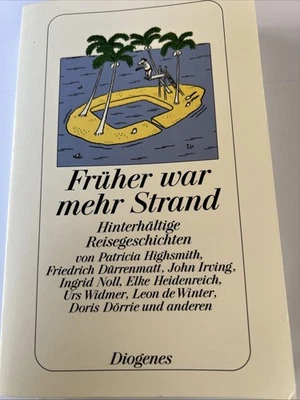 Früher war
mehr Strand
Hinterhältige
Reisegeschichten
von Patricia Highsmith,
Friedrich Dürrenmatt, John Irving,
Ingrid Noll, Elke Heidenreich,
Urs Widmer, Leon de Winter,
Doris Dörrie und anderen
Diogenes